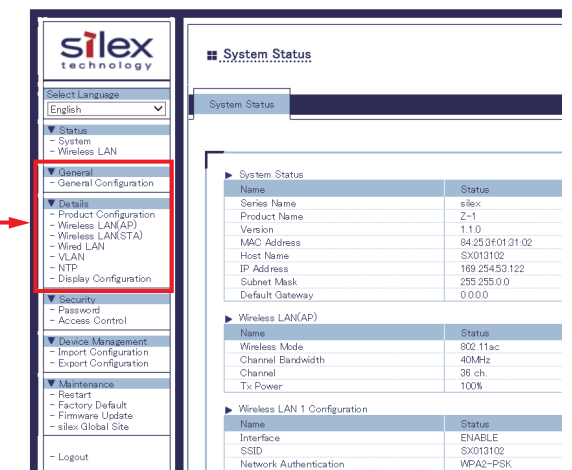 silex
technology
Select Language
English
▼ Status
- System
- Wireless LAN
▼ General
- General Configuration
▼ Details
- Product Configuration
- Wireless LAN(AP)
- Wireless LAN(STA)
- Wired LAN
- VLAN
- NTP
- Display Configuration
▼ Security
- Password
- Access Control
▼ Device Management
- Import Configuration
- Export Configuration
▼ Maintenance
- Restart
- Factory Default
- Firmware Update
- silex Global Site
- Logout
System Status
System Status
▶ System Status
Name Status
Series Name silex
Product Name Z-1
Version 1.1.0
MAC Address 84:25:3f:01:31:02
Host Name SX013102
IP Address 169.254.53.122
Subnet Mask 255.255.0.0
Default Gateway 0.0.0.0
▶ Wireless LAN(AP)
Name Status
Wireless Mode 802.11ac
Channel Bandwidth 40MHz
Channel 36 ch.
Tx Power 100%
▶ Wireless LAN 1 Configuration
Name Status
Interface ENABLE
SSID SX013102
Network Authentication WPA2-PSK